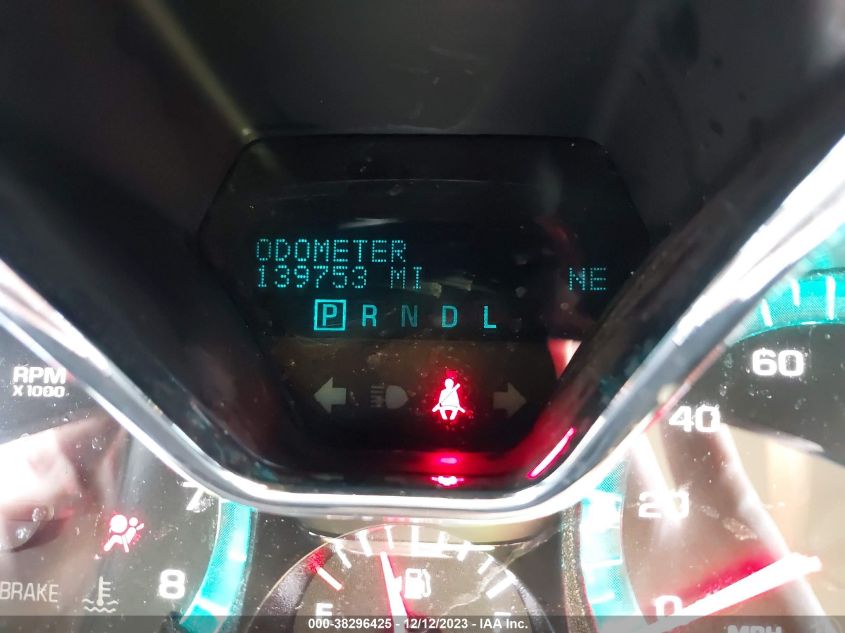 ODOMETER
139753 MI NE
P R N D L
RPM
X1000
60
40
7
20
BRAKE
8
0
MPH
000-38296425 - 12/12/2023 - IAA Inc.